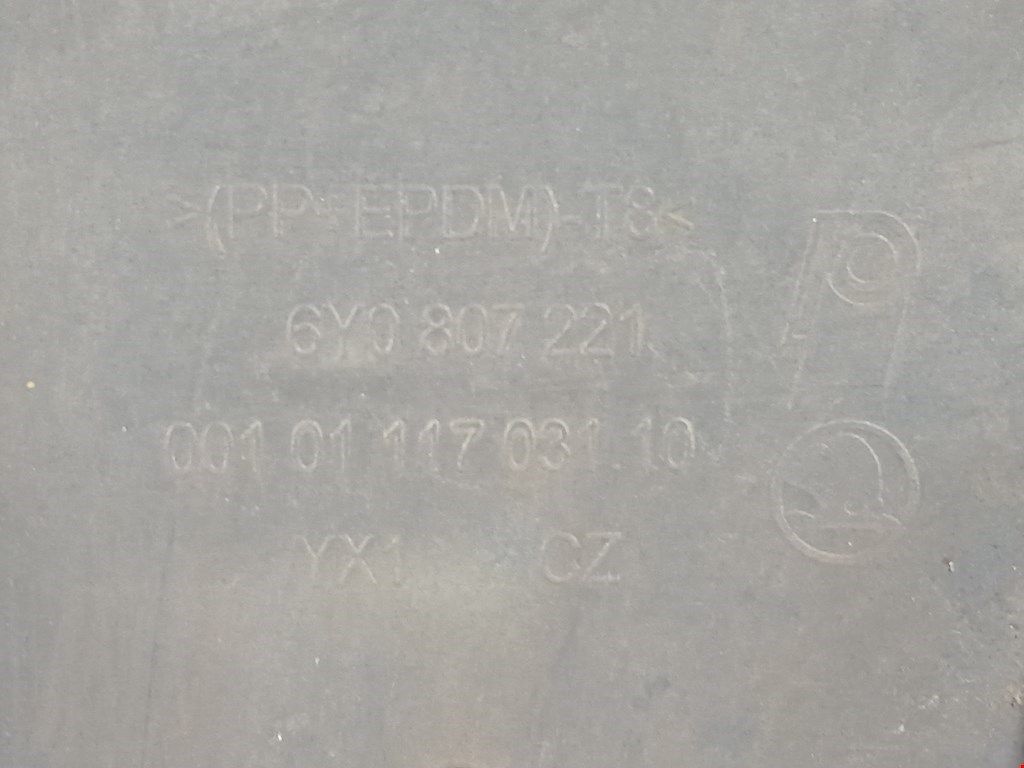 >(PP-EPDM)-T8<
6Y0 807 221
001 01 117 031.10
YX1 CZ